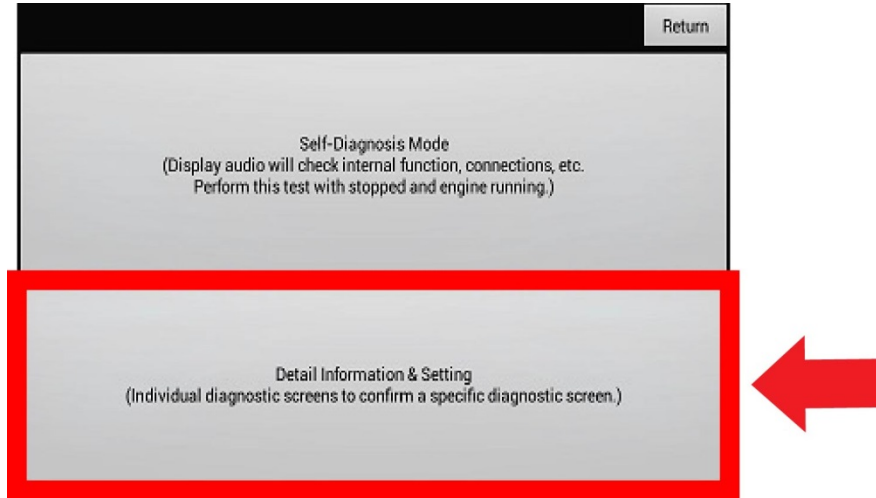 Return
Self-Diagnosis Mode
(Display audio will check internal function, connections, etc.
Perform this test with stopped and engine running.)
Detail Information & Setting
(Individual diagnostic screens to confirm a specific diagnostic screen.)